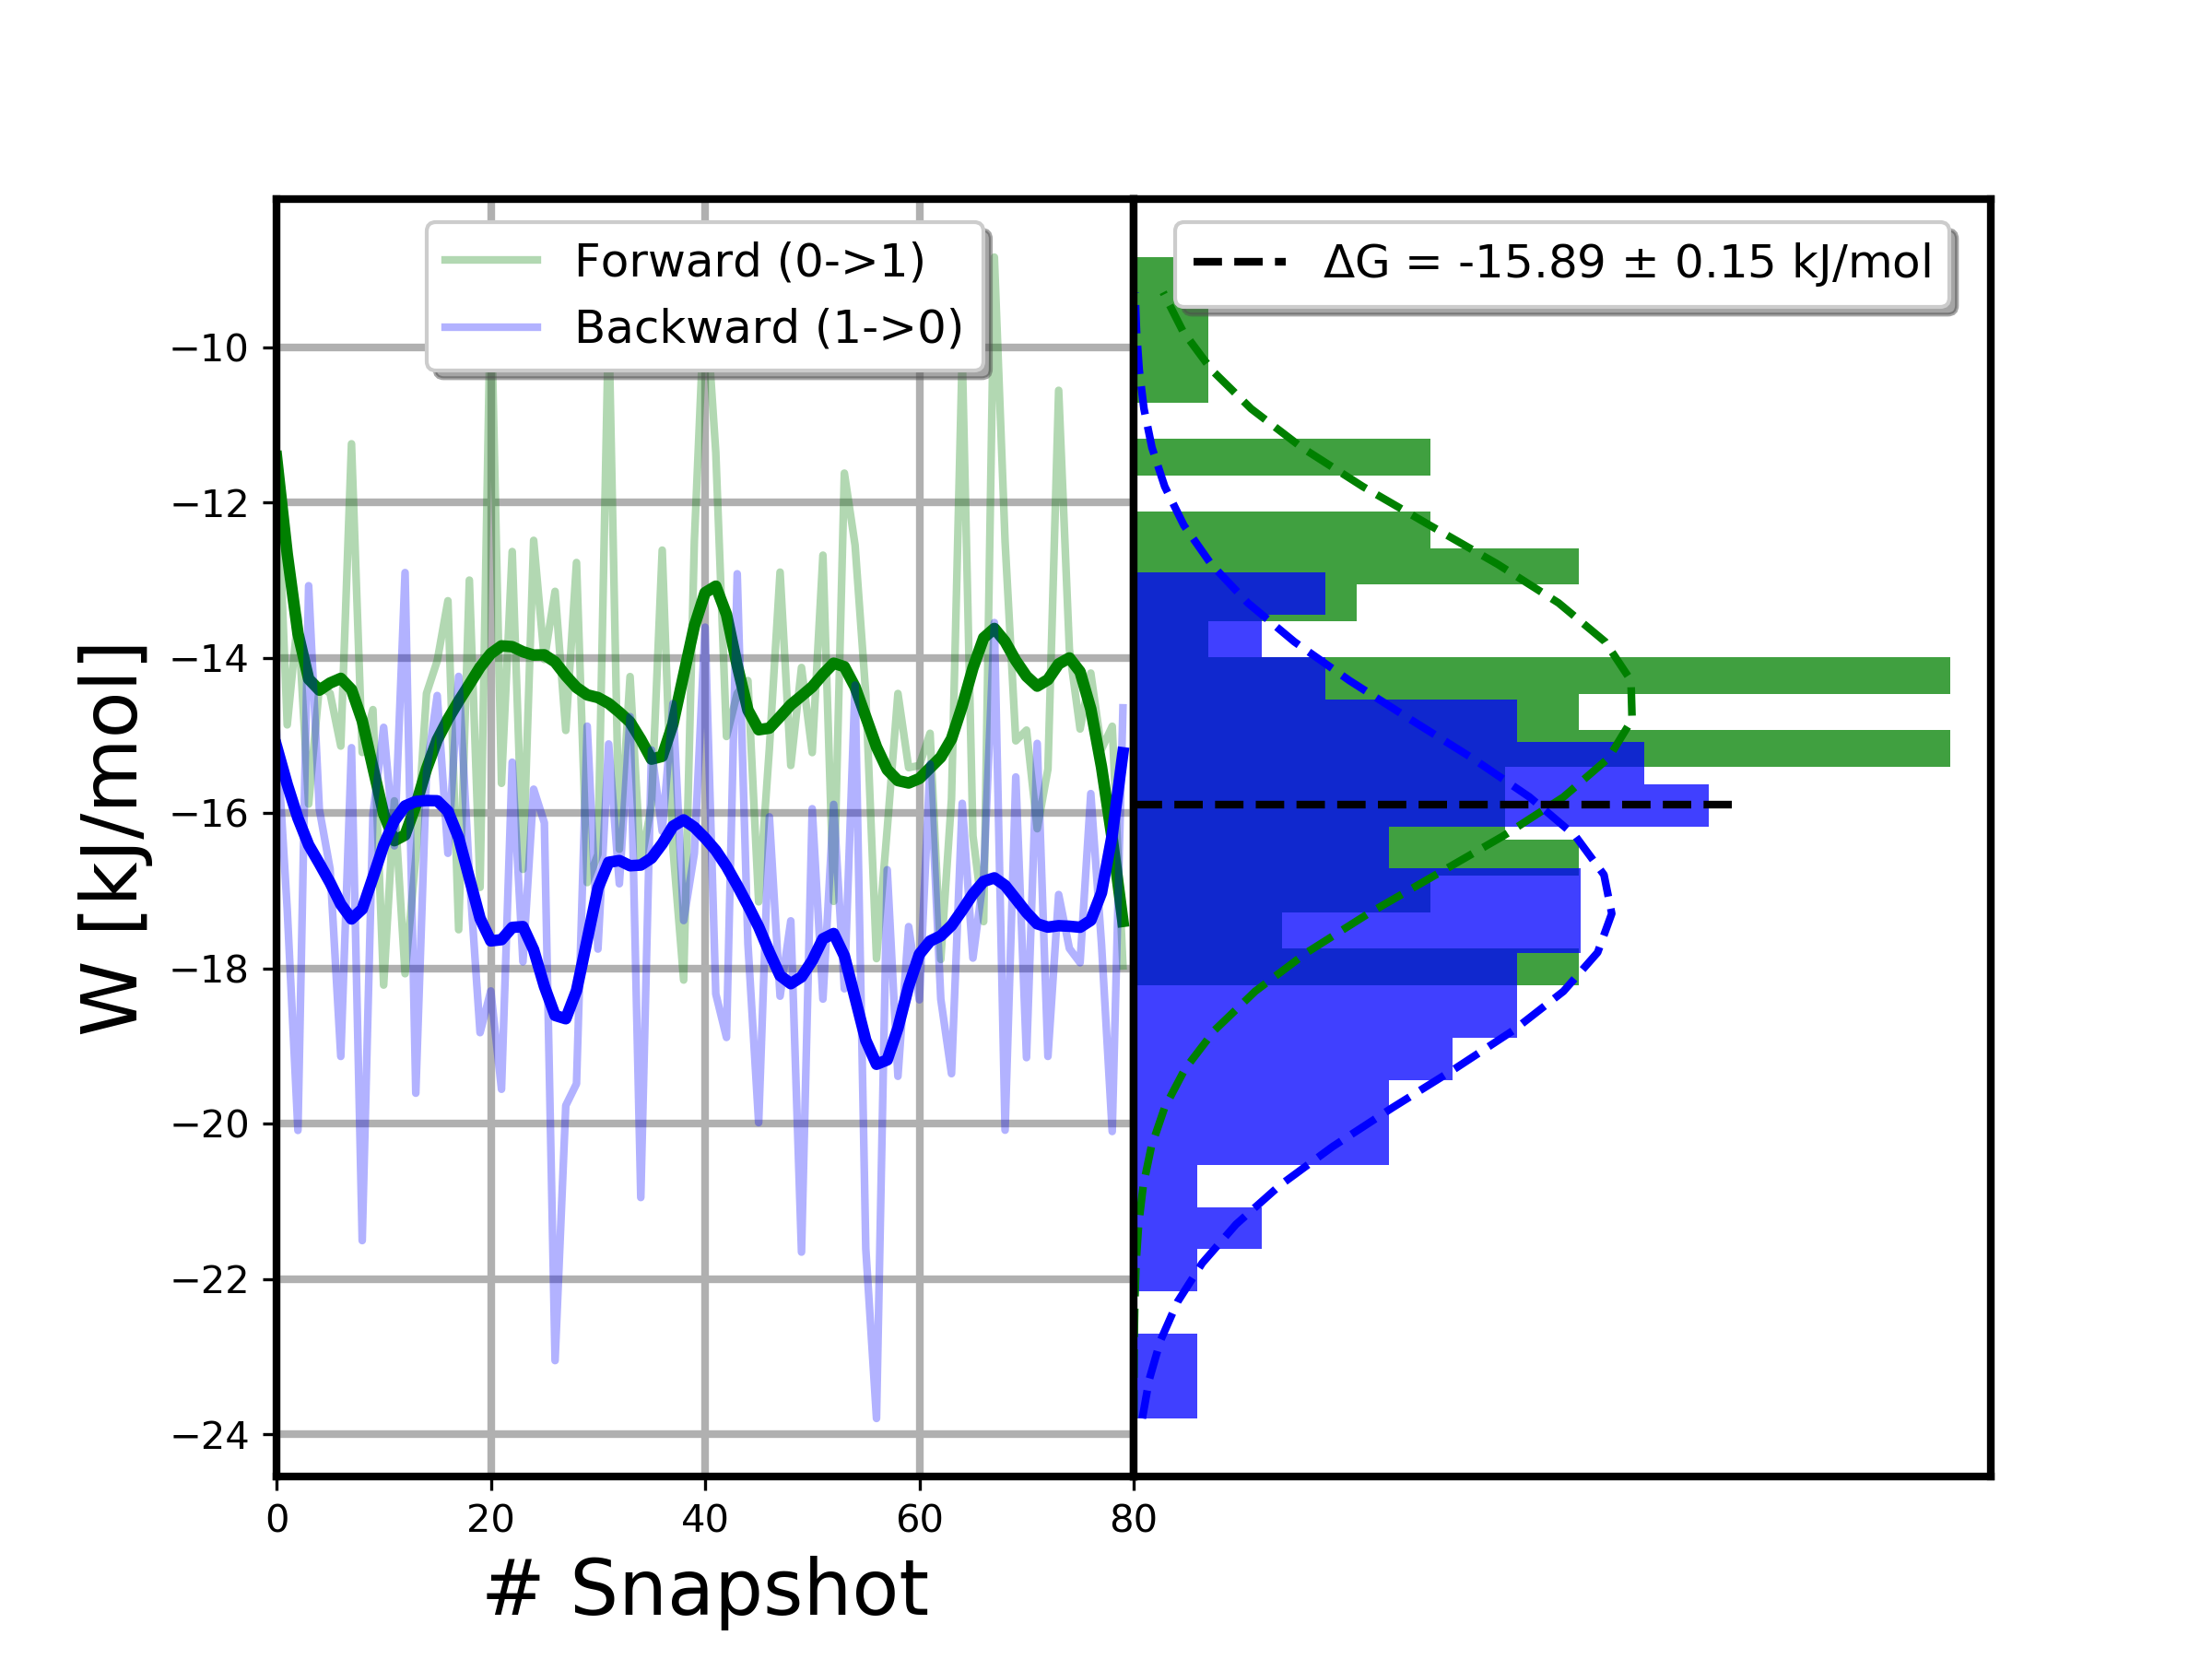 Forward (0->1)
Backward (1->0)
ΔG = -15.89 ± 0.15 kJ/mol
W [kJ/mol]
−10
−12
−14
−16
−18
−20
−22
−24
0 20 40 60 80
# Snapshot